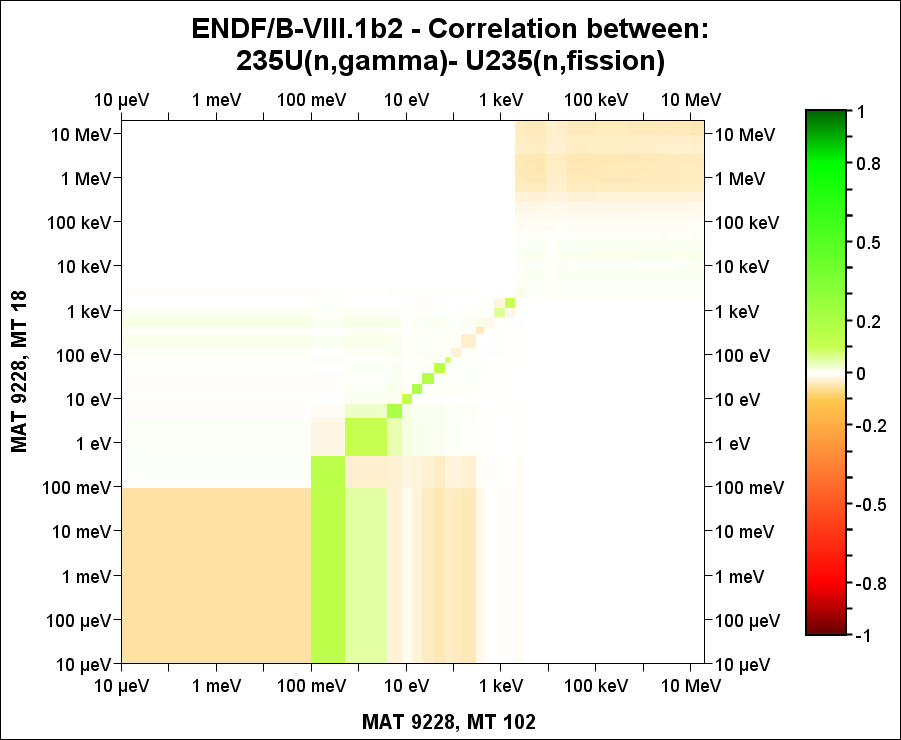 ENDF/B-VIII.1b2 - Correlation between:
235U(n,gamma)- U235(n,fission)
10 µeV 1 meV 100 meV 10 eV 1 keV 100 keV 10 MeV
10 MeV 10 MeV 1
1 MeV 1 MeV 0.8
100 keV 100 keV 0.5
10 keV 10 keV
1 keV 1 keV 0.2
100 eV 100 eV 0
10 eV 10 eV -0.2
1 eV 1 eV
100 meV 100 meV -0.5
10 meV 10 meV
1 meV 1 meV -0.8
100 µeV 100 µeV -1
10 µeV 10 µeV
MAT 9228, MT 18
10 µeV 1 meV 100 meV 10 eV 1 keV 100 keV 10 MeV
MAT 9228, MT 102